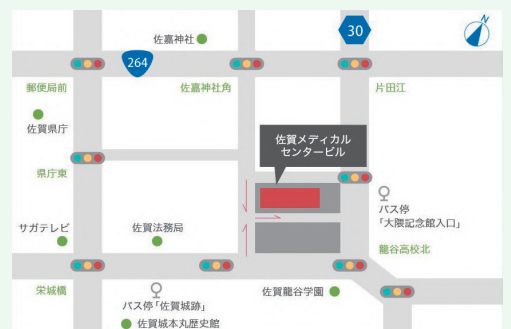 N
佐嘉神社
30
264
郵便局前
佐嘉神社角
片田江
佐賀県庁
佐賀メディカル
センタービル
県庁東
バス停
「大隈記念館入口」
サガテレビ
佐賀法務局
龍谷高校北
栄城橋
バス停「佐賀城跡」
佐賀龍谷学園
佐賀城本丸歴史館